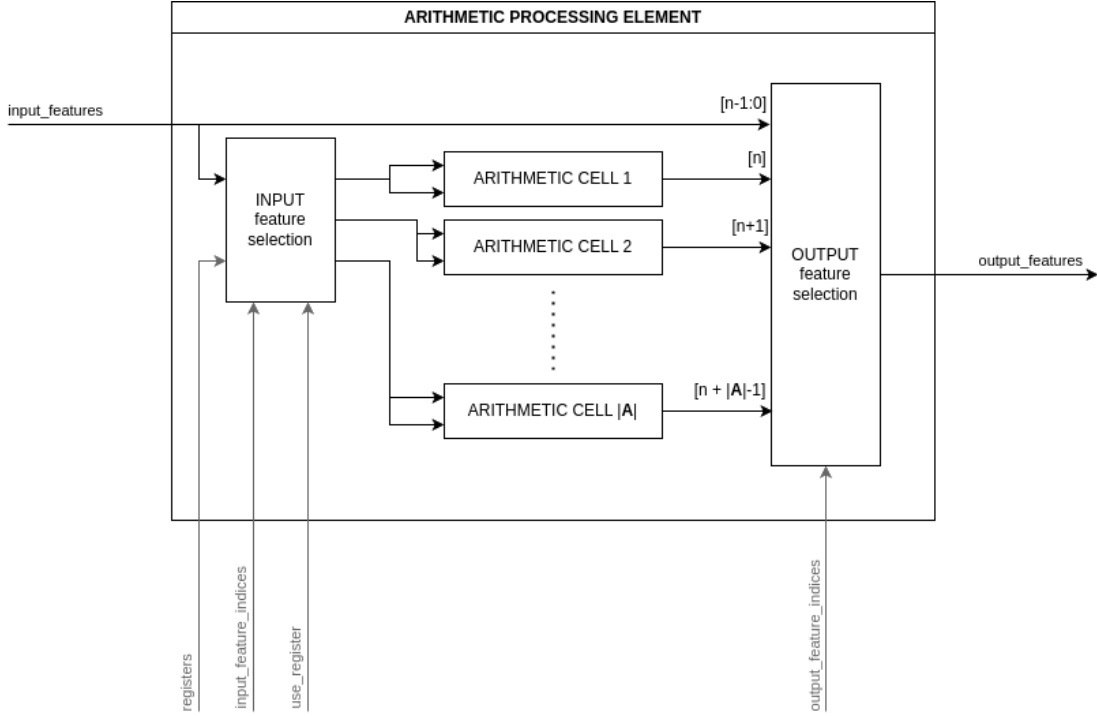 ARITHMETIC PROCESSING ELEMENT
input_features
[n-1:0]
INPUT
feature
selection
ARITHMETIC CELL 1
[n]
ARITHMETIC CELL 2
[n+1]
OUTPUT
feature
selection
output_features
ARITHMETIC CELL |A|
[n + |A|-1]
registers
input_feature_indices
use_register
output_feature_indices